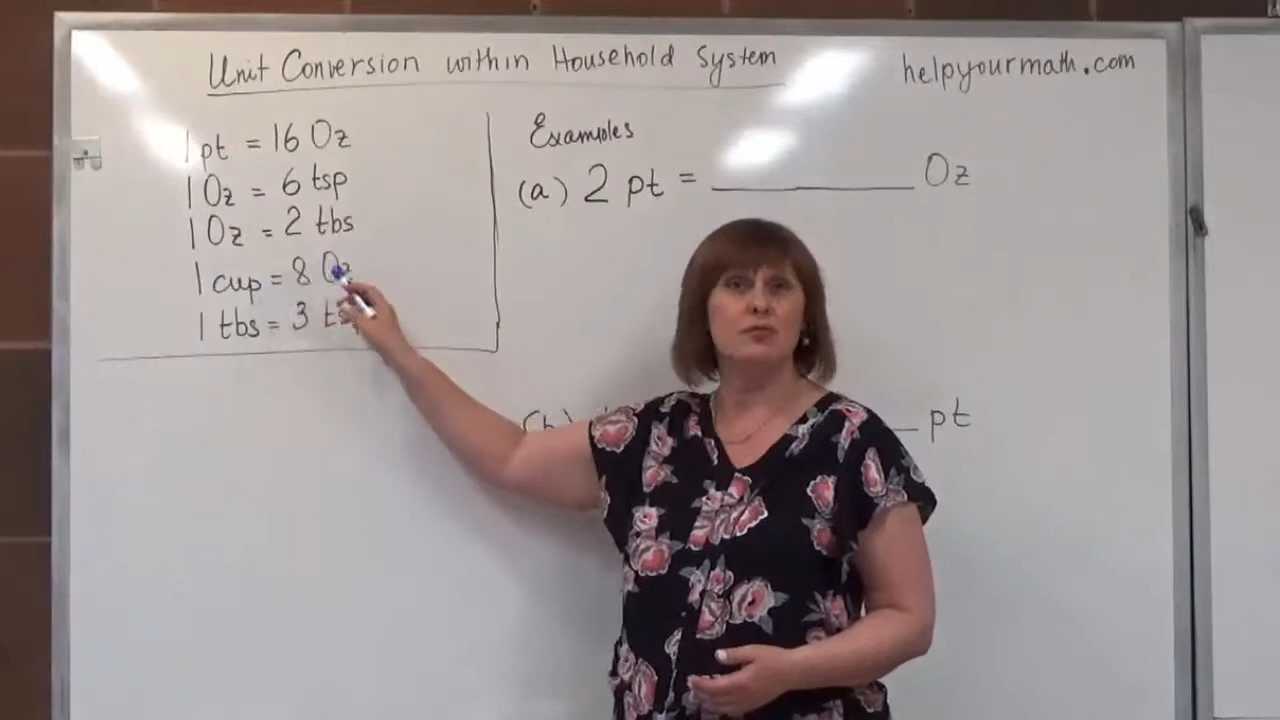 Unit Conversion within Household System
helpyourmath.com
1 pt = 16 Oz
1 Oz = 6 tsp
1 Oz = 2 tbs
1 cup = 8 Oz
1 tbs = 3 tsp
Examples
(a) 2 pt = __________ Oz
(b)
pt